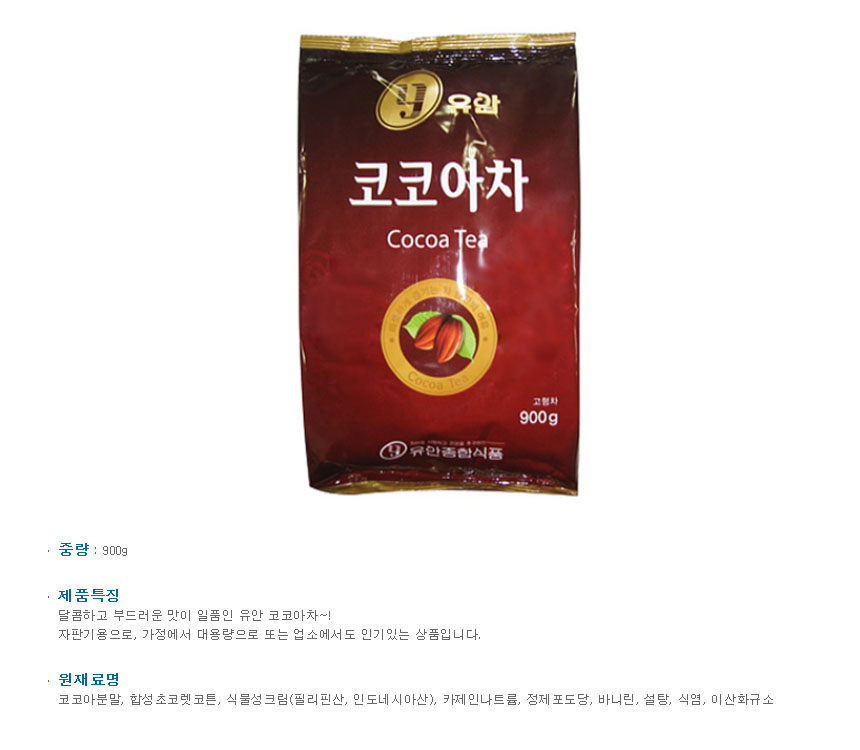 유안
코코아차
Cocoa Tea
Cocoa Tea
고형차
900g
유안종합식품
· 중량 : 900g
· 제품특징
달콤하고 부드러운 맛이 일품인 유안 코코아차~!
자판기용으로, 가정에서 대용량으로 또는 업소에서도 인기있는 상품입니다.
· 원재료명
코코아분말, 합성초코렛코튼, 식물성크림(필리핀산, 인도네시아산), 카제인나트륨, 정제포도당, 바니린, 설탕, 식염, 이산화규소